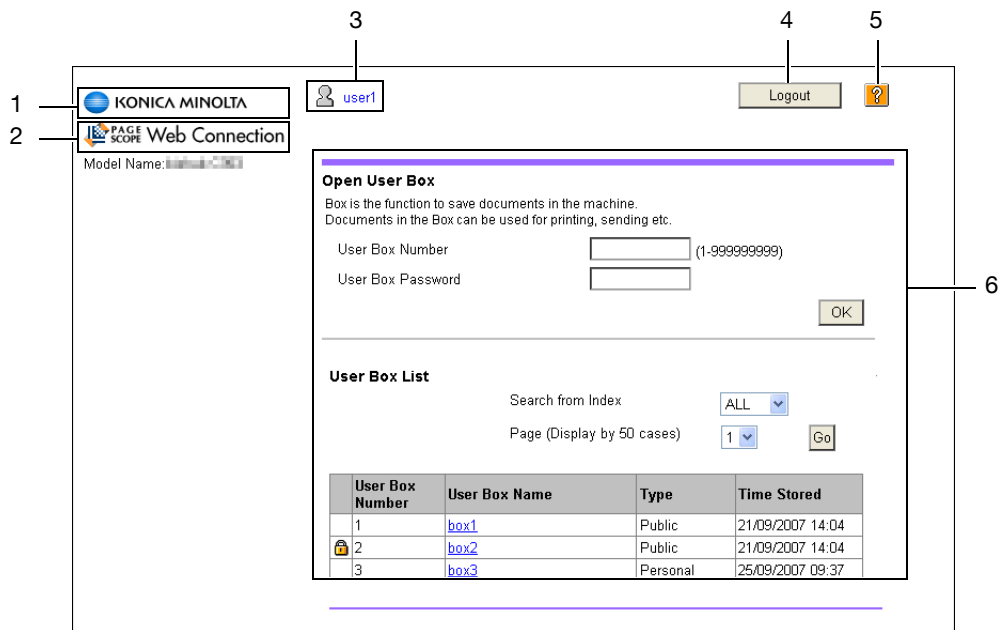 3
4
5
1
KONICA MINOLTA
user1
Logout
?
2
PAGE SCOPE Web Connection
Model Name:
Open User Box
Box is the function to save documents in the machine.
Documents in the Box can be used for printing, sending etc.
User Box Number (1-999999999)
User Box Password
6
OK
User Box List
Search from Index ALL
Page (Display by 50 cases) 1 Go
User Box Number User Box Name Type Time Stored
1 box1 Public 21/09/2007 14:04
2 box2 Public 21/09/2007 14:04
3 box3 Personal 25/09/2007 09:37